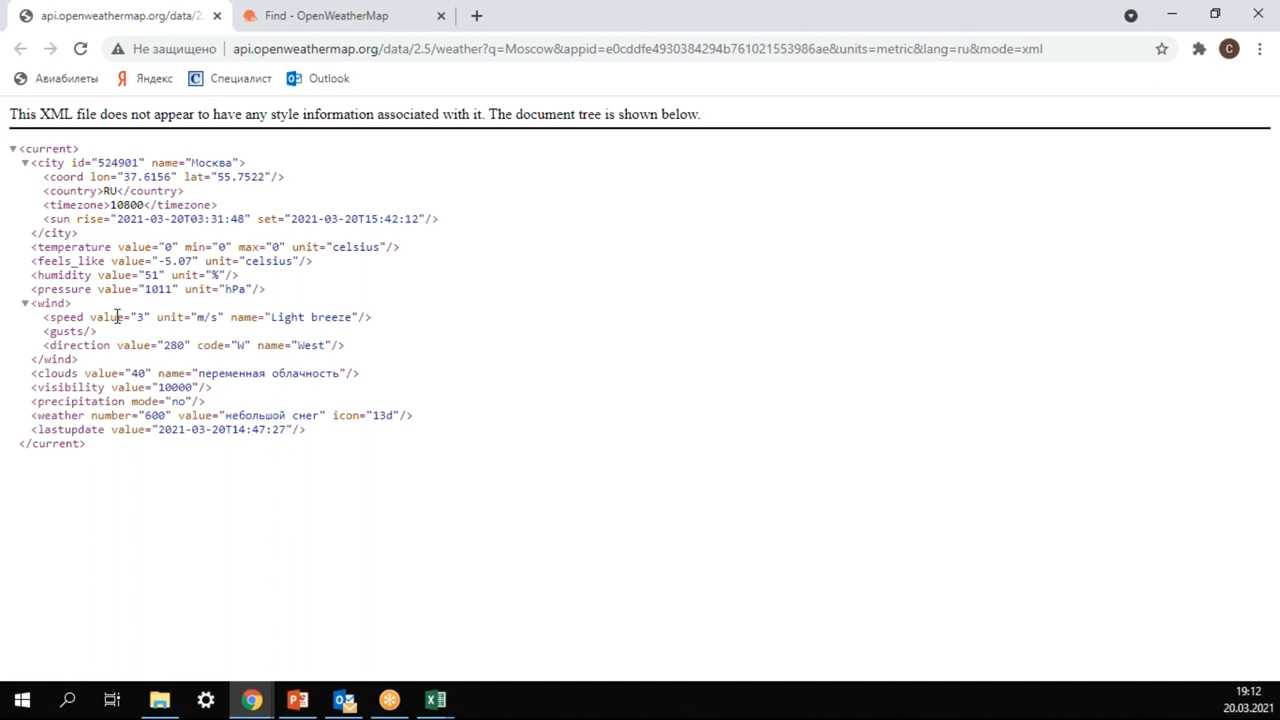 api.openweathermap.org/data/2.
Find - OpenWeatherMap
Не защищено
api.openweathermap.org/data/2.5/weather?q=Moscow&appid=e0cddfe4930384294b761021553986ae&units=metric&lang=ru&mode=xml
C
Авиабилеты
Я Яндекс
C Специалист
Outlook
This XML file does not appear to have any style information associated with it. The document tree is shown below.
<current>
<city id="524901" name="Москва">
<coord lon="37.6156" lat="55.7522"/>
<country>RU</country>
<timezone>10800</timezone>
<sun rise="2021-03-20T03:31:48" set="2021-03-20T15:42:12"/>
</city>
<temperature value="0" min="0" max="0" unit="celsius"/>
<feels_like value="-5.07" unit="celsius"/>
<humidity value="51" unit="%"/>
<pressure value="1011" unit="hPa"/>
<wind>
<speed value="3" unit="m/s" name="Light breeze"/>
<gusts/>
<direction value="280" code="W" name="West"/>
</wind>
<clouds value="40" name="переменная облачность"/>
<visibility value="10000"/>
<precipitation mode="no"/>
<weather number="600" value="небольшой снег" icon="13d"/>
<lastupdate value="2021-03-20T14:47:27"/>
</current>
19:12
20.03.2021